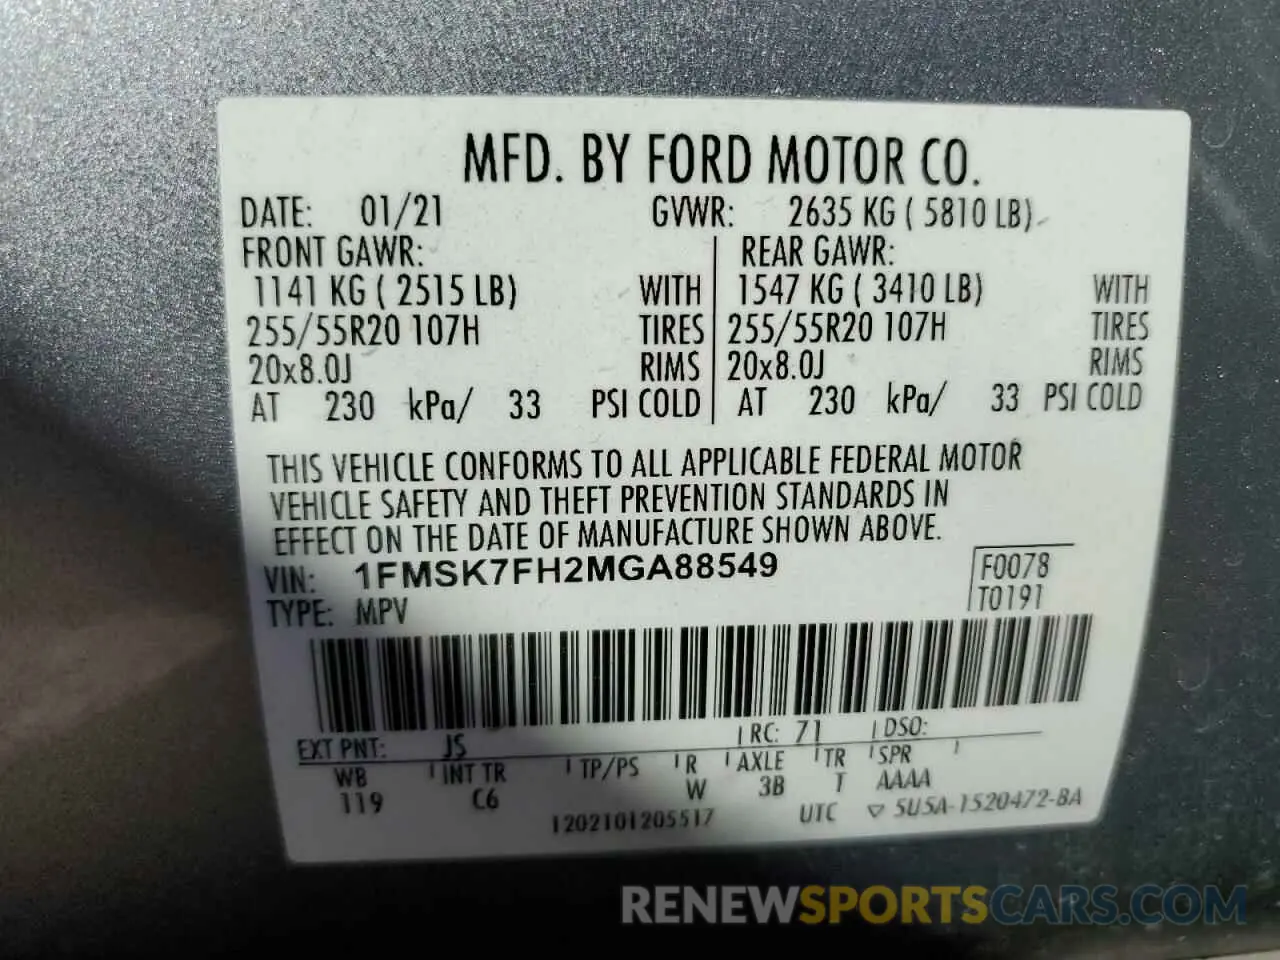 MFD. BY FORD MOTOR CO.
DATE: 01/21 GVWR: 2635 KG ( 5810 LB)
FRONT GAWR: REAR GAWR:
1141 KG ( 2515 LB) WITH 1547 KG ( 3410 LB) WITH
255/55R20 107H TIRES 255/55R20 107H TIRES
20x8.0J RIMS 20x8.0J RIMS
AT 230 kPa/ 33 PSI COLD AT 230 kPa/ 33 PSI COLD
THIS VEHICLE CONFORMS TO ALL APPLICABLE FEDERAL MOTOR
VEHICLE SAFETY AND THEFT PREVENTION STANDARDS IN
EFFECT ON THE DATE OF MANUFACTURE SHOWN ABOVE.
VIN: 1FMSK7FH2MGA88549 F0078
TYPE: MPV T0191
EXT PNT: JS RC: 71 DSO:
WB INT TR TP/PS R AXLE TR SPR
119 C6 W 3B T AAAA
1202101205517 UTC ▽ 5U5A-1520472-BA
RENEWSPORTSCARS.COM